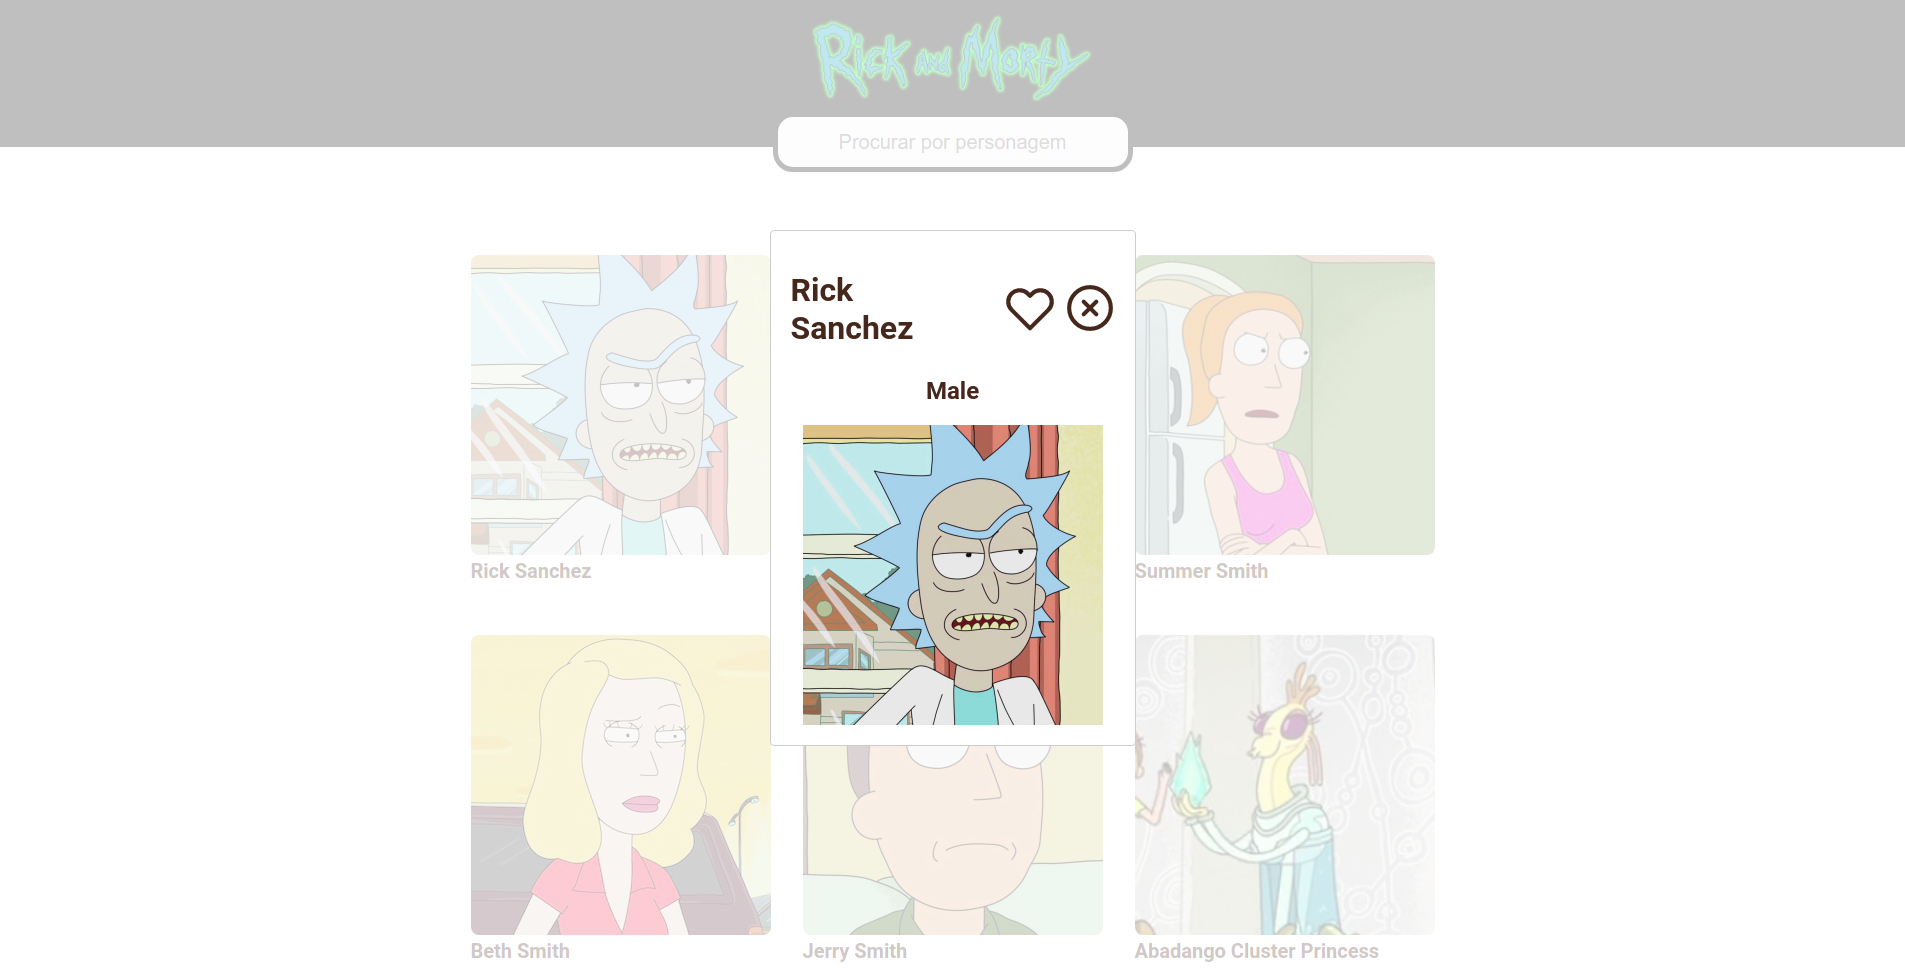 Rick and Morty
Procurar por personagem
Rick
Sanchez
Male
Rick Sanchez
Summer Smith
Beth Smith
Jerry Smith
Abadango Cluster Princess